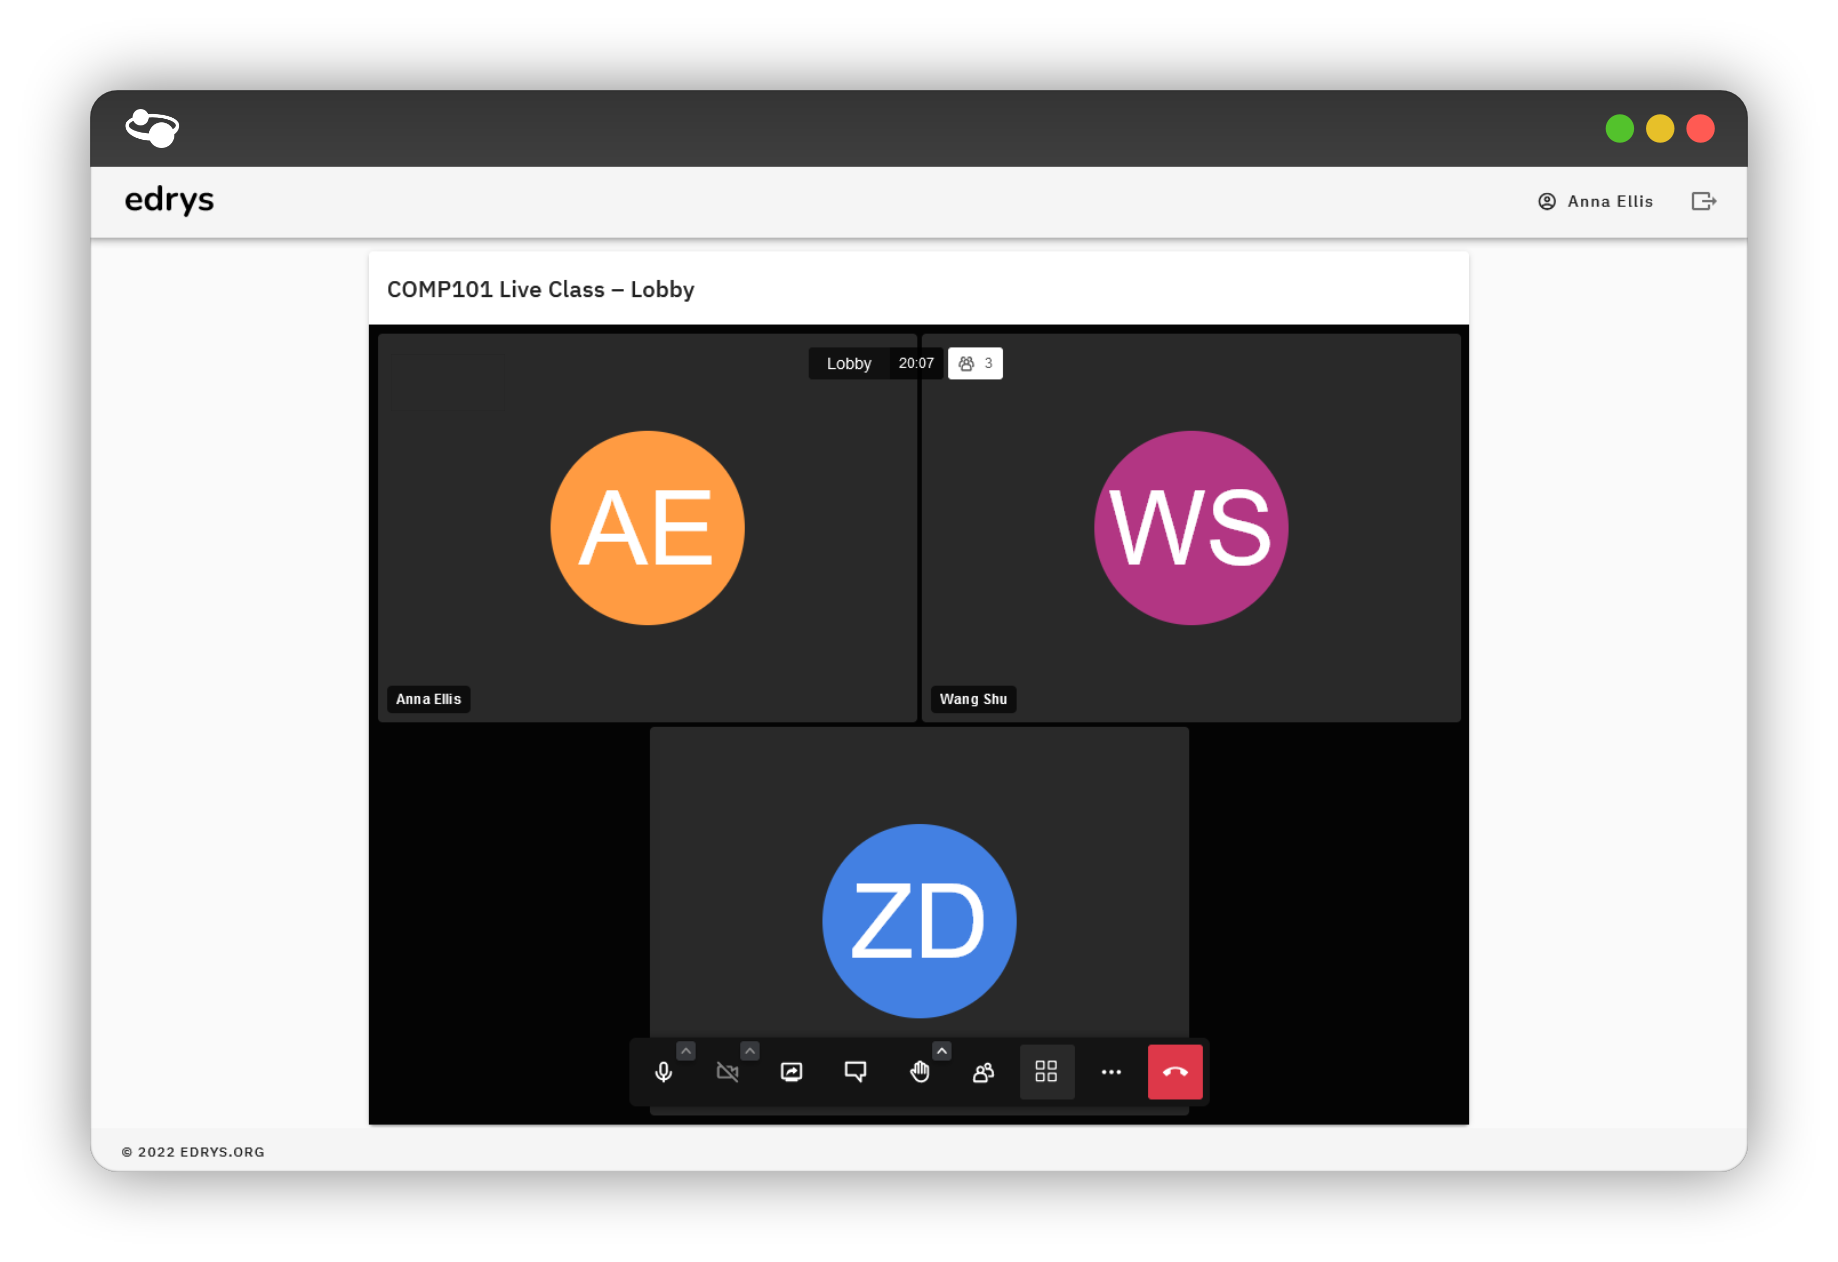 edrys
Anna Ellis
COMP101 Live Class – Lobby
Lobby 20:07 3
AE
WS
Anna Ellis
Wang Shu
ZD
© 2022 EDRYS.ORG